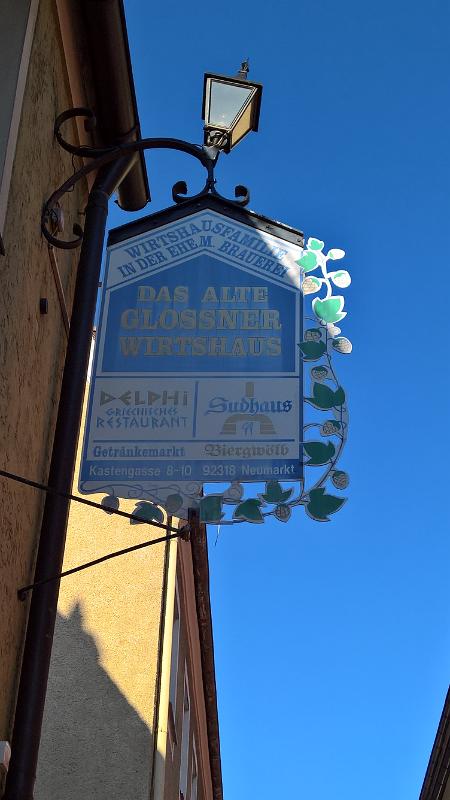 WIRTSHAUSFAMILIE
IN DER EHEM. BRAUEREI
DAS ALTE
GLOSSNER
WIRTSHAUS
DELPHI
GRIECHISCHES
RESTAURANT
Sudhaus
Getränkemarkt
Biergwölb
Kastengasse 8-10 92318 Neumarkt